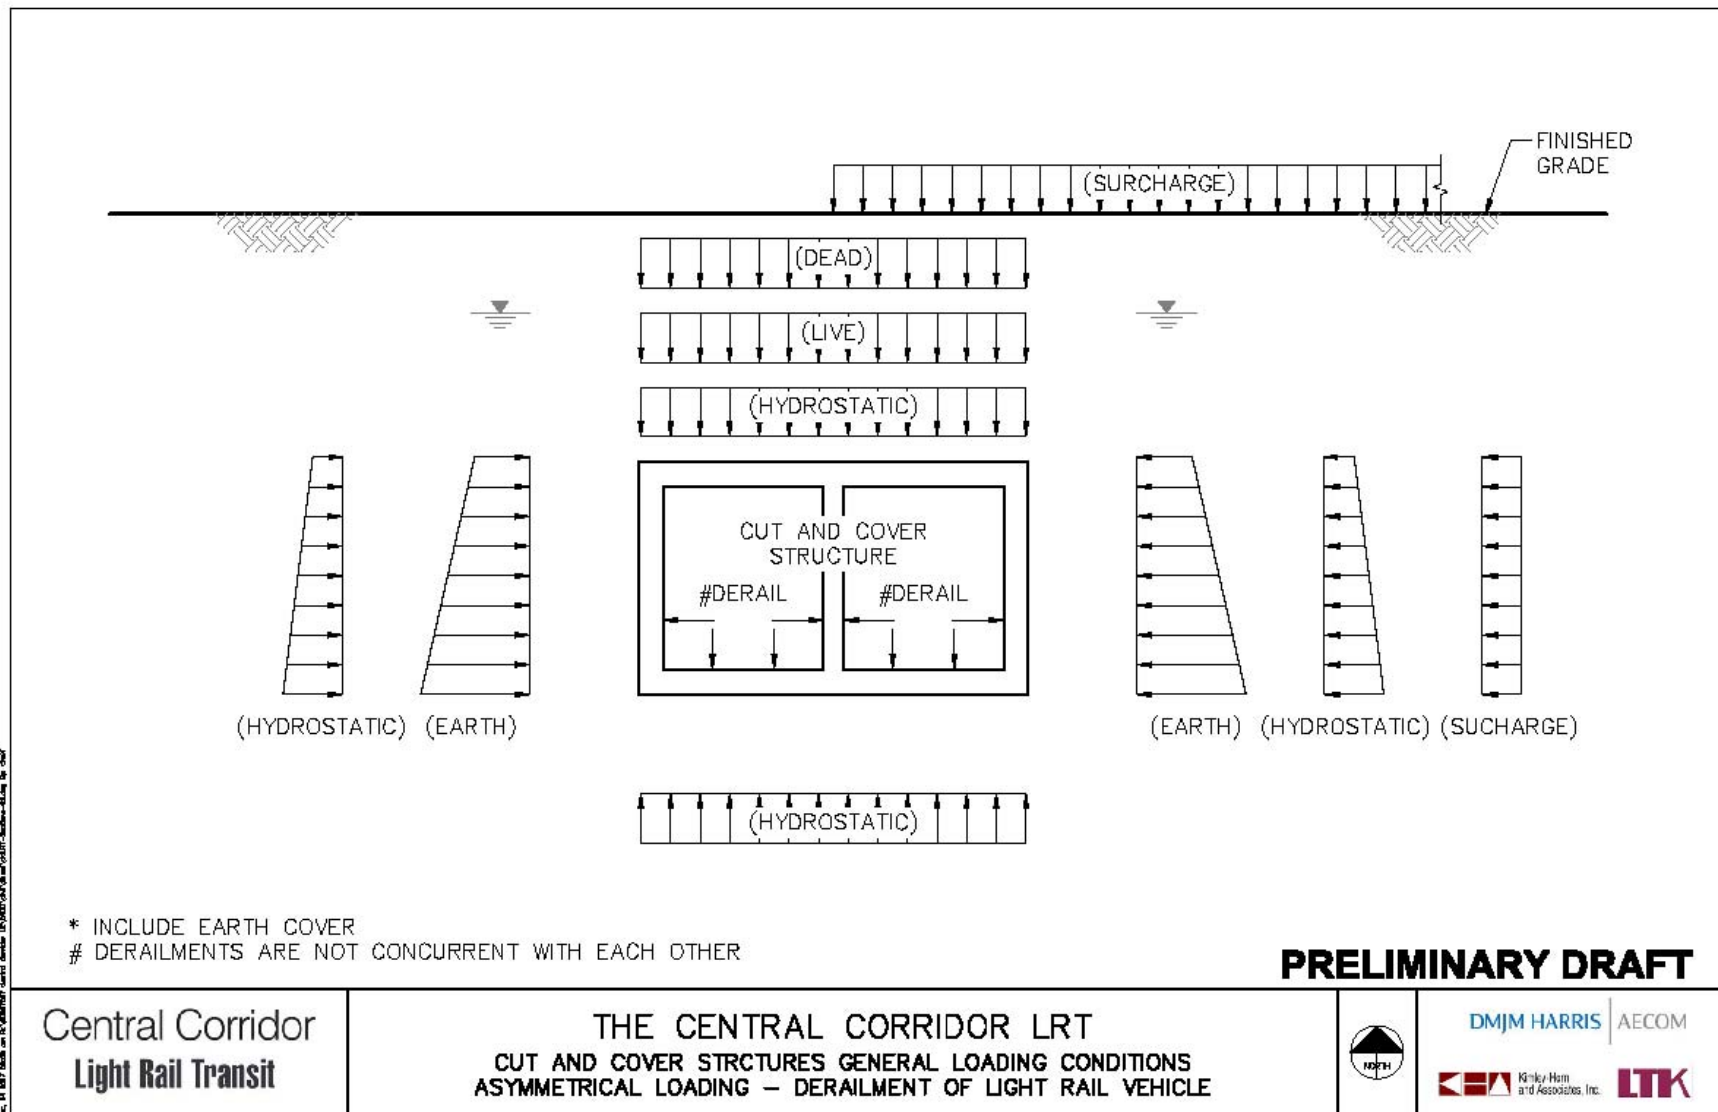 FINISHED
GRADE
(SURCHARGE)
(DEAD)
(LIVE)
(HYDROSTATIC)
CUT AND COVER
STRUCTURE
#DERAIL #DERAIL
(HYDROSTATIC) (EARTH) (EARTH) (HYDROSTATIC) (SUCHARGE)
(HYDROSTATIC)
* INCLUDE EARTH COVER
# DERAILMENTS ARE NOT CONCURRENT WITH EACH OTHER
PRELIMINARY DRAFT
Central Corridor
Light Rail Transit
THE CENTRAL CORRIDOR LRT
CUT AND COVER STRCTURES GENERAL LOADING CONDITIONS
ASYMMETRICAL LOADING – DERAILMENT OF LIGHT RAIL VEHICLE
NORTH
DMJM HARRIS AECOM
Kimley-Horn
and Associates, Inc.
LTK